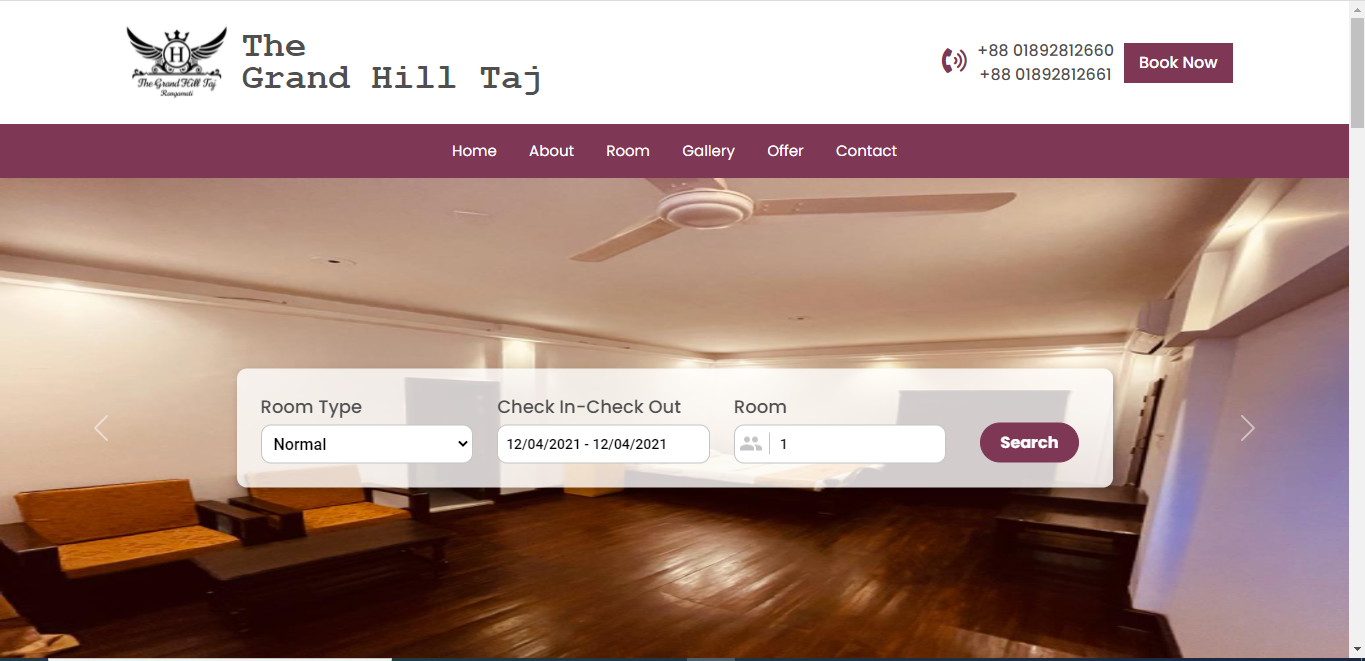 H
The Grand Hill Taj
Rangamati
The
Grand Hill Taj
+88 01892812660
+88 01892812661
Book Now
Home About Room Gallery Offer Contact
Room Type Check In-Check Out Room
Normal 12/04/2021 - 12/04/2021 1 Search